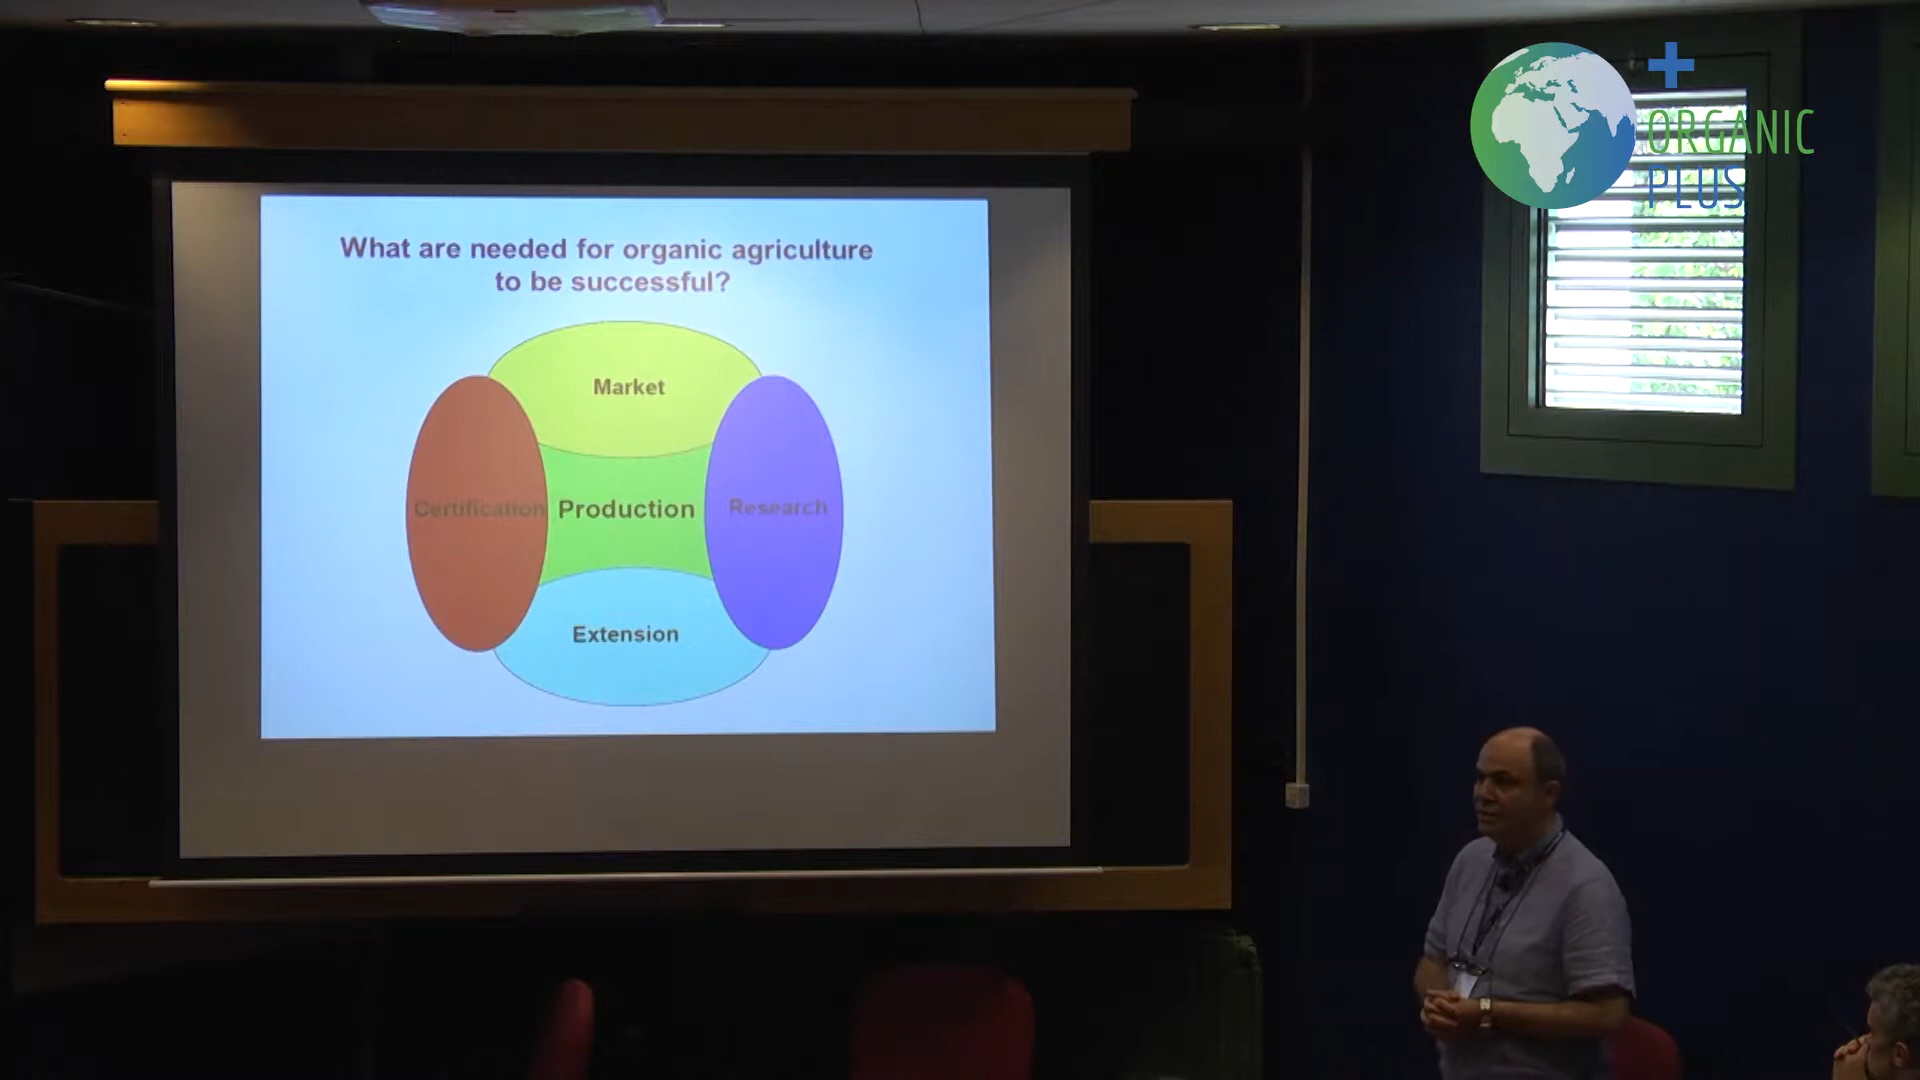 ORGANIC
PLUS
What are needed for organic agriculture
to be successful?
Market
Certification
Production
Research
Extension